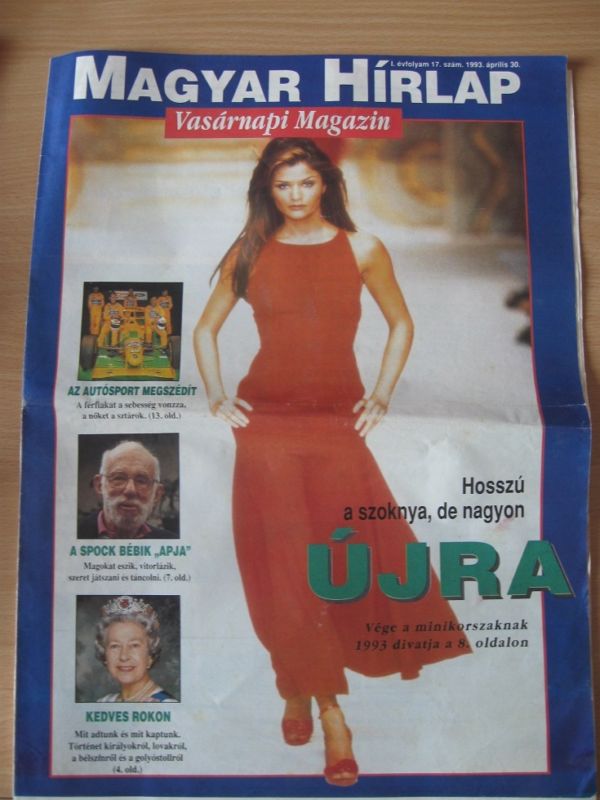 I. évfolyam 17. szám. 1993. április 30.
MAGYAR HÍRLAP
Vasárnapi Magazin
AZ AUTÓSPORT MEGSZÉDÍT
A férfiakat a sebesség vonzza,
a nőket a sztárok. (13. old.)
A SPOCK BÉBIK „APJA”
Magokat eszik, vitorlázik,
szeret játszani és táncolni. (7. old.)
KEDVES ROKON
Mit adtunk és mit kaptunk.
Történet királyokról, lovakról,
a bélszínről és a golyóstollról
(4. old.)
Hosszú
a szoknya, de nagyon
ÚJRA
Vége a minikorszaknak
1993 divatja a 8. oldalon